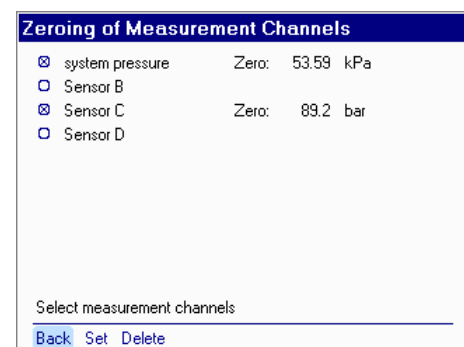 Zeroing of Measurement Channels
system pressure Zero: 53.59 kPa
Sensor B
Sensor C Zero: 89.2 bar
Sensor D
Select measurement channels
Back Set Delete